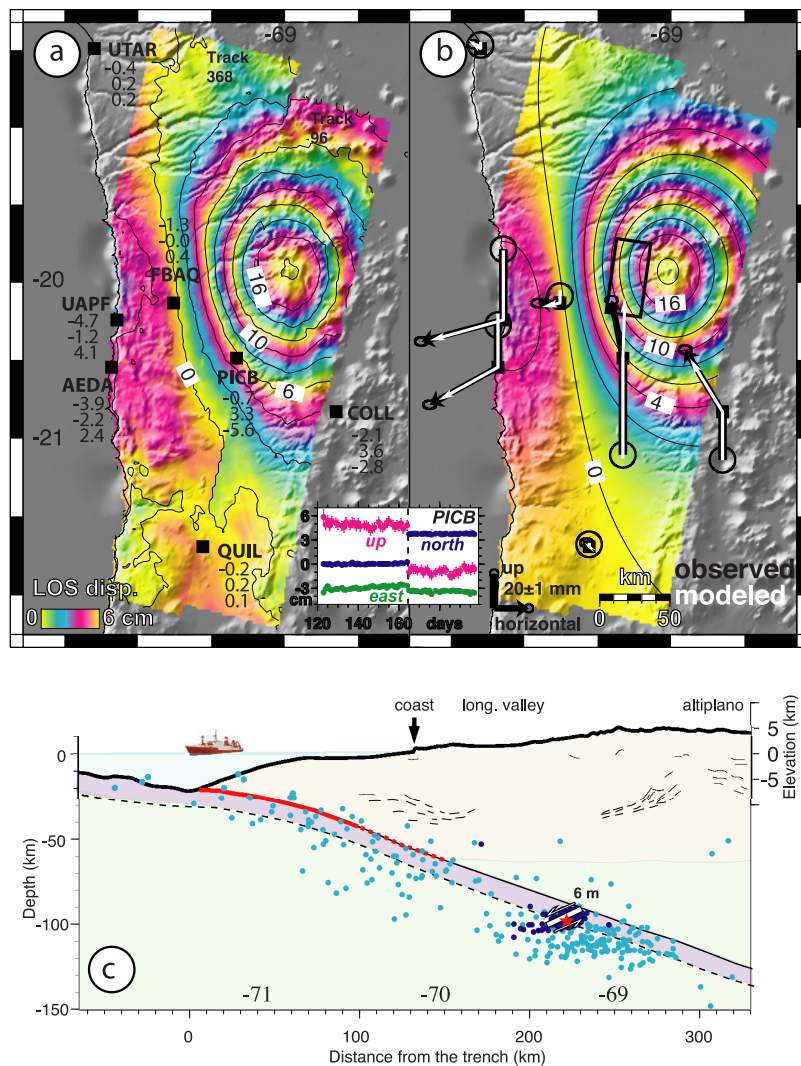 a
UTAR
-0.4
0.2
0.2
-69
Track
368
Track
96
-1.3
-0.0
0.4
FBAQ
-20
16
UAPF
-4.7
-1.2
4.1
10
0
PICB
-0.7
3.3
-5.6
6
AEDA
-3.9
-2.2
2.4
COLL
-2.1
3.6
-2.8
-21
QUIL
-0.2
0.2
0.1
LOS disp.
0 6 cm
PICB
6
3
0
-3
cm
up
north
east
120 140 160 days
b
-69
16
10
4
0
up
20±1 mm
horizontal
km
0 50
observed
modeled
coast long. valley altiplano
5
0
-5
Elevation (km)
0
-50
-100
-150
Depth (km)
6 m
c
-71 -70 -69
0 100 200 300
Distance from the trench (km)